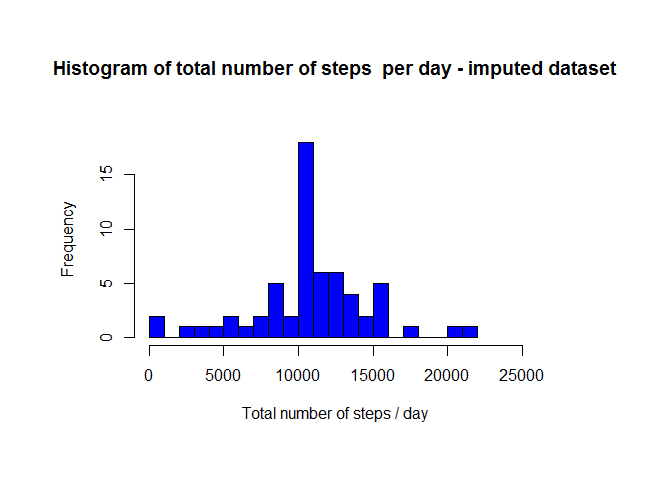 Histogram of total number of steps  per day - imputed dataset
Frequency
15
10
5
0
0 5000 10000 15000 20000 25000
Total number of steps / day